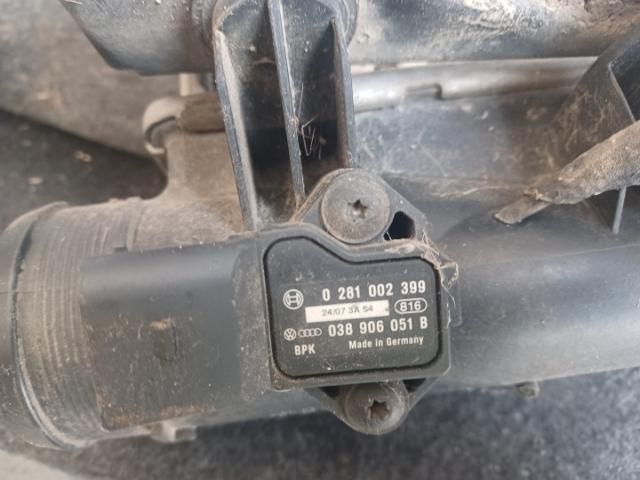 0 281 002 399
24/07 3A S4
816
038 906 051 B
BPK Made in Germany